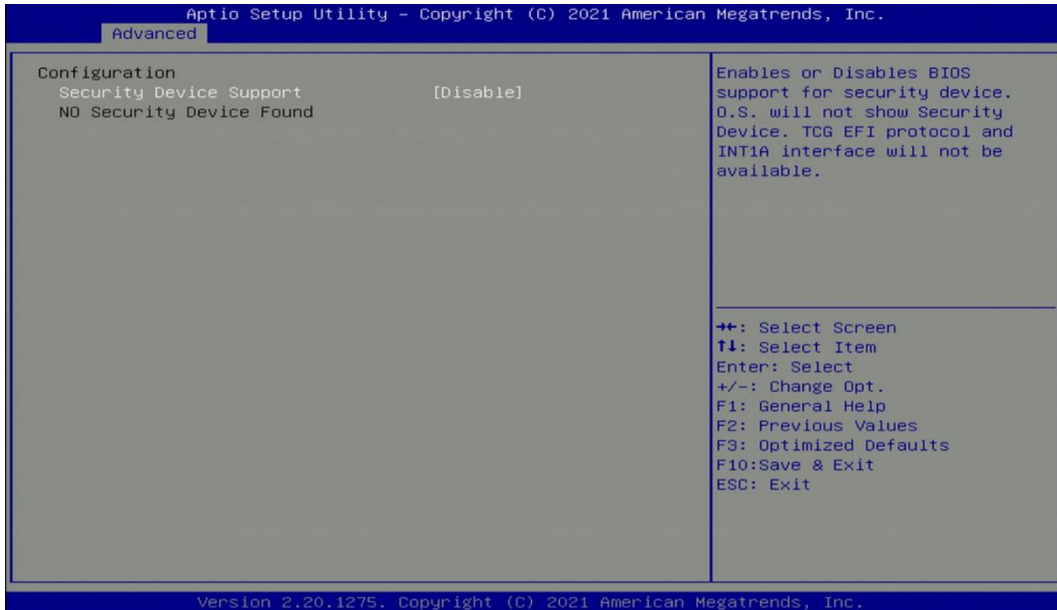 Aptio Setup Utility – Copyright (C) 2021 American Megatrends, Inc.
Advanced
Configuration
Security Device Support [Disable]
NO Security Device Found
Enables or Disables BIOS
support for security device.
O.S. will not show Security
Device. TCG EFI protocol and
INT1A interface will not be
available.
→←: Select Screen
↑↓: Select Item
Enter: Select
+/-: Change Opt.
F1: General Help
F2: Previous Values
F3: Optimized Defaults
F10:Save & Exit
ESC: Exit
Version 2.20.1275. Copyright (C) 2021 American Megatrends, Inc.